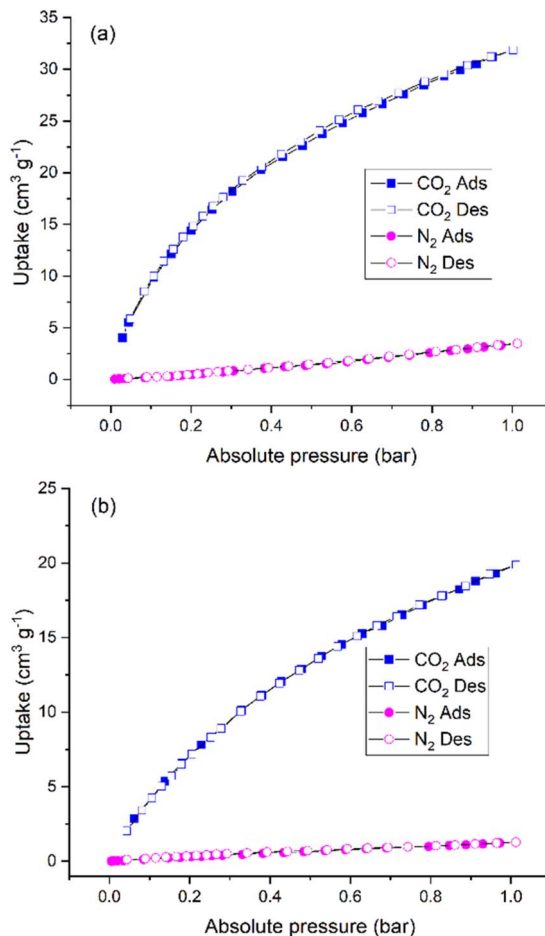 (a)
35
30
25
20
15
10
5
0
Uptake (cm³ g⁻¹)
CO₂ Ads
CO₂ Des
N₂ Ads
N₂ Des
0.0 0.2 0.4 0.6 0.8 1.0
Absolute pressure (bar)
(b)
25
20
15
10
5
0
Uptake (cm³ g⁻¹)
CO₂ Ads
CO₂ Des
N₂ Ads
N₂ Des
0.0 0.2 0.4 0.6 0.8 1.0
Absolute pressure (bar)